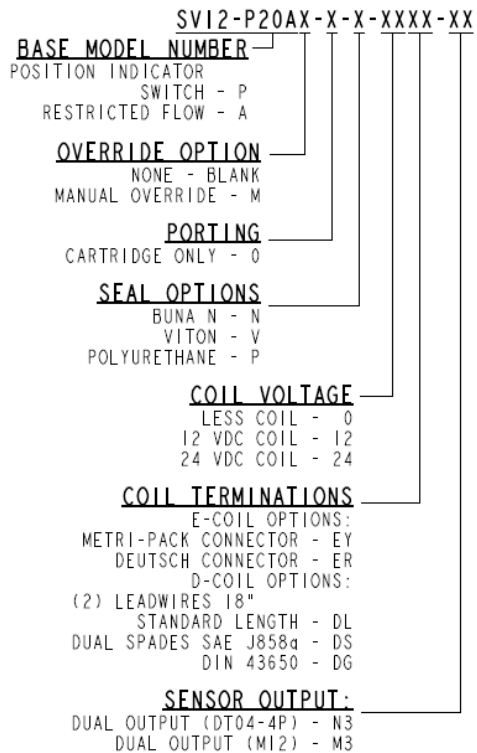 SV12-P20AX-X-X-XXXX-XX
BASE MODEL NUMBER
POSITION INDICATOR
SWITCH - P
RESTRICTED FLOW - A
OVERRIDE OPTION
NONE - BLANK
MANUAL OVERRIDE - M
PORTING
CARTRIDGE ONLY - 0
SEAL OPTIONS
BUNA N - N
VITON - V
POLYURETHANE - P
COIL VOLTAGE
LESS COIL - 0
12 VDC COIL - 12
24 VDC COIL - 24
COIL TERMINATIONS
E-COIL OPTIONS:
METRI-PACK CONNECTOR - EY
DEUTSCH CONNECTOR - ER
D-COIL OPTIONS:
(2) LEADWIRES 18"
STANDARD LENGTH - DL
DUAL SPADES SAE J858a - DS
DIN 43650 - DG
SENSOR OUTPUT:
DUAL OUTPUT (DT04-4P) - N3
DUAL OUTPUT (M12) - M3